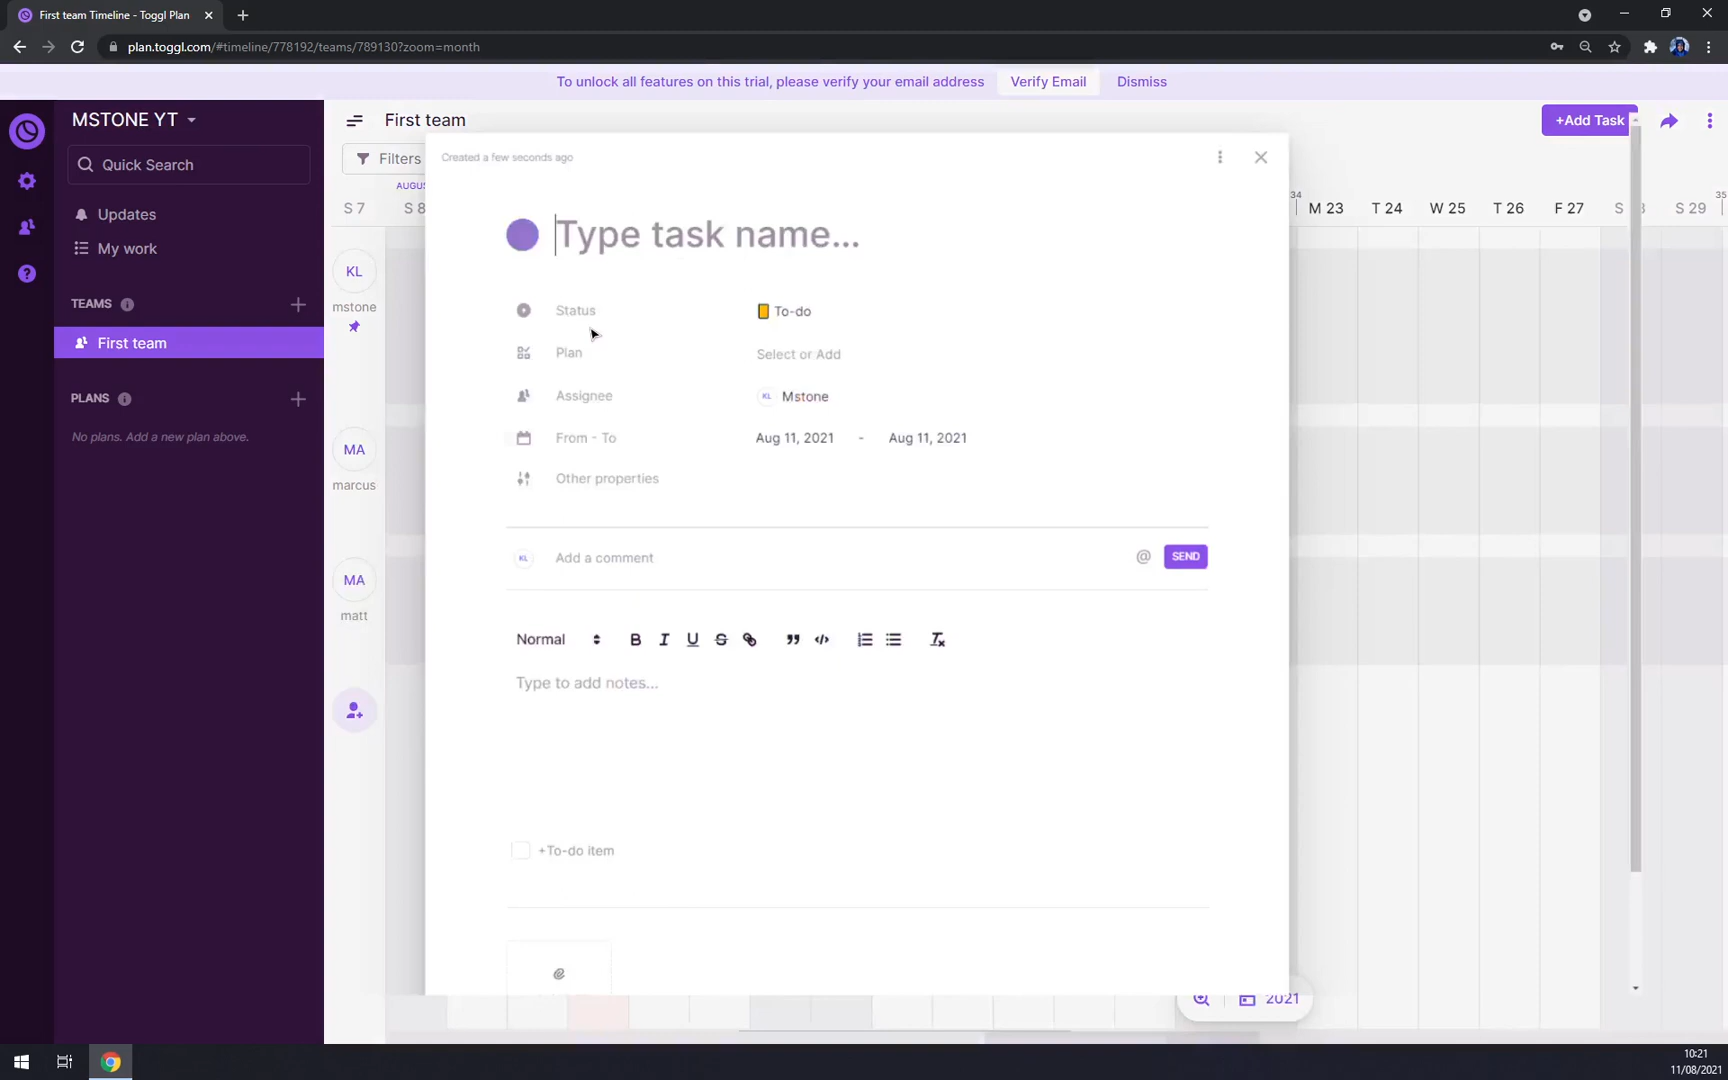 First team Timeline - Toggl Plan
plan.toggl.com/#timeline/778192/teams/789130?zoom=month
To unlock all features on this trial, please verify your email address Verify Email Dismiss
MSTONE YT
First team
+Add Task
Quick Search
Filters
Created a few seconds ago
Updates
My work
AUGUS
34
35
S 7
S 8
M 23
T 24
W 25
T 26
F 27
S
S 29
Type task name...
KL
mstone
TEAMS
First team
Status
To-do
Plan
Select or Add
Assignee
KL Mstone
From - To
Aug 11, 2021 - Aug 11, 2021
Other properties
PLANS
No plans. Add a new plan above.
MA
marcus
KL Add a comment @ SEND
MA
matt
Normal B I U S
Type to add notes...
+To-do item
2021
10:21
11/08/2021